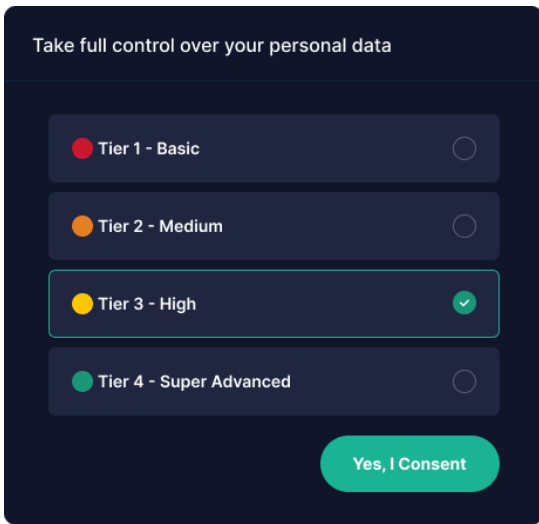 Take full control over your personal data
Tier 1 - Basic
Tier 2 - Medium
Tier 3 - High
Tier 4 - Super Advanced
Yes, I Consent